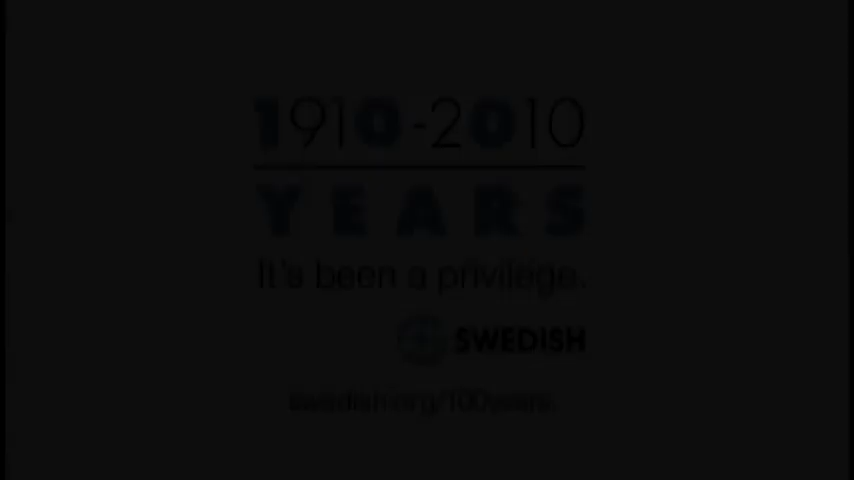 1910-2010
YEARS
It's been a privilege.
SWEDISH
swedish.org/100years